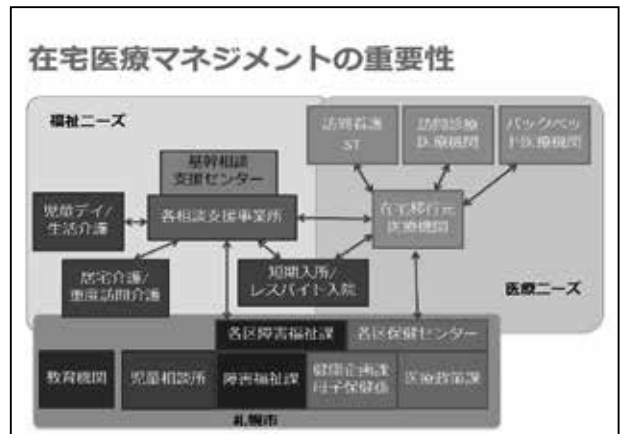 在宅医療マネジメントの重要性
福祉ニーズ
訪問看護
ST
訪問診療
医療機関
バックベッ
ド医療機関
基幹相談
支援センター
児童デイ/
生活介護
各相談支援事業所
在宅移行元
医療機関
居宅介護/
重度訪問介護
短期入所/
レスパイト入院
医療ニーズ
各区障害福祉課
各区保健センター
教育機関
児童相談所
障害福祉課
健康企画課
母子保健係
医療政策課
札幌市